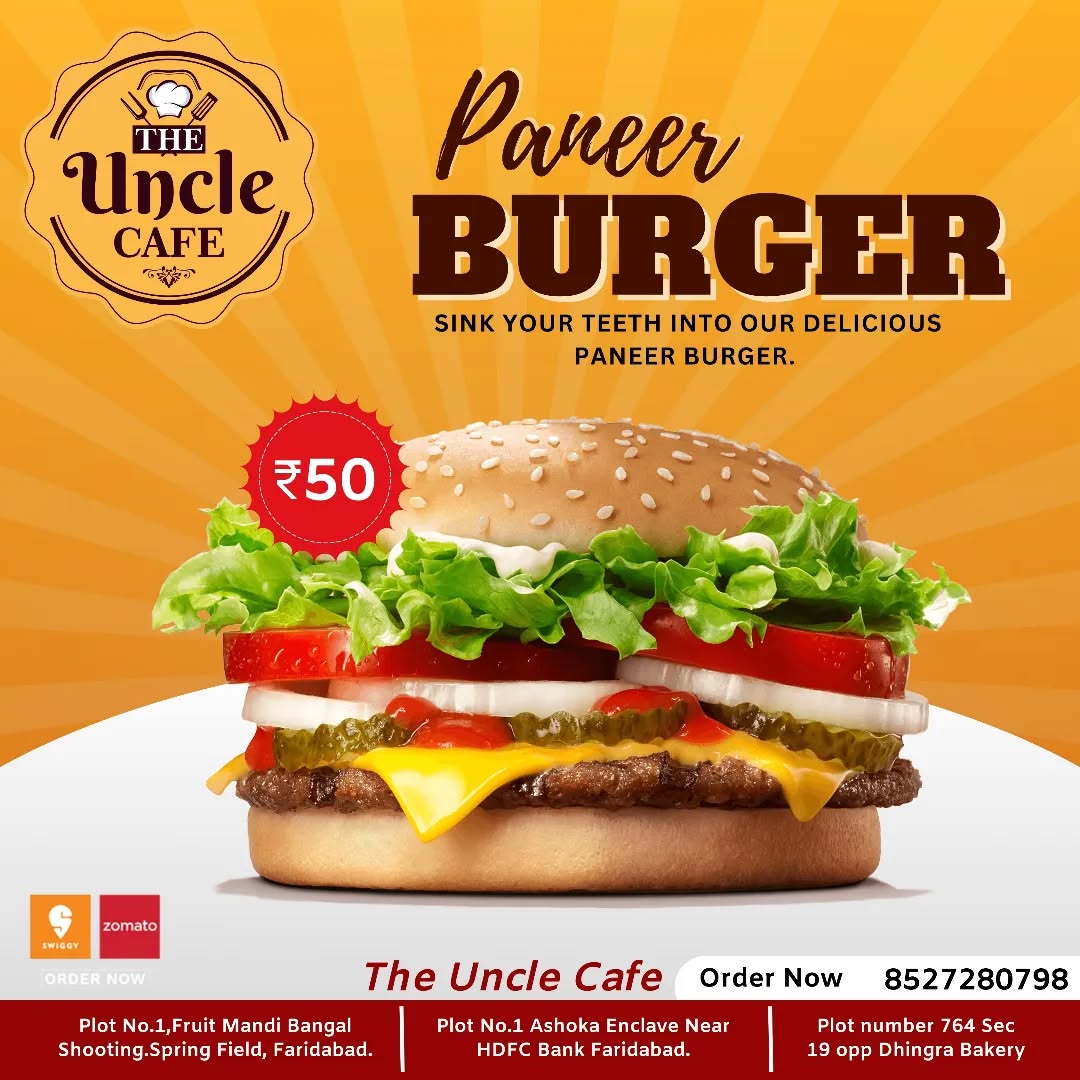 THE
Uncle
CAFE
Paneer
BURGER
SINK YOUR TEETH INTO OUR DELICIOUS
PANEER BURGER.
₹50
SWIGGY
zomato
ORDER NOW
The Uncle Cafe
Order Now 8527280798
Plot No.1,Fruit Mandi Bangal
Shooting.Spring Field, Faridabad.
Plot No.1 Ashoka Enclave Near
HDFC Bank Faridabad.
Plot number 764 Sec
19 opp Dhingra Bakery